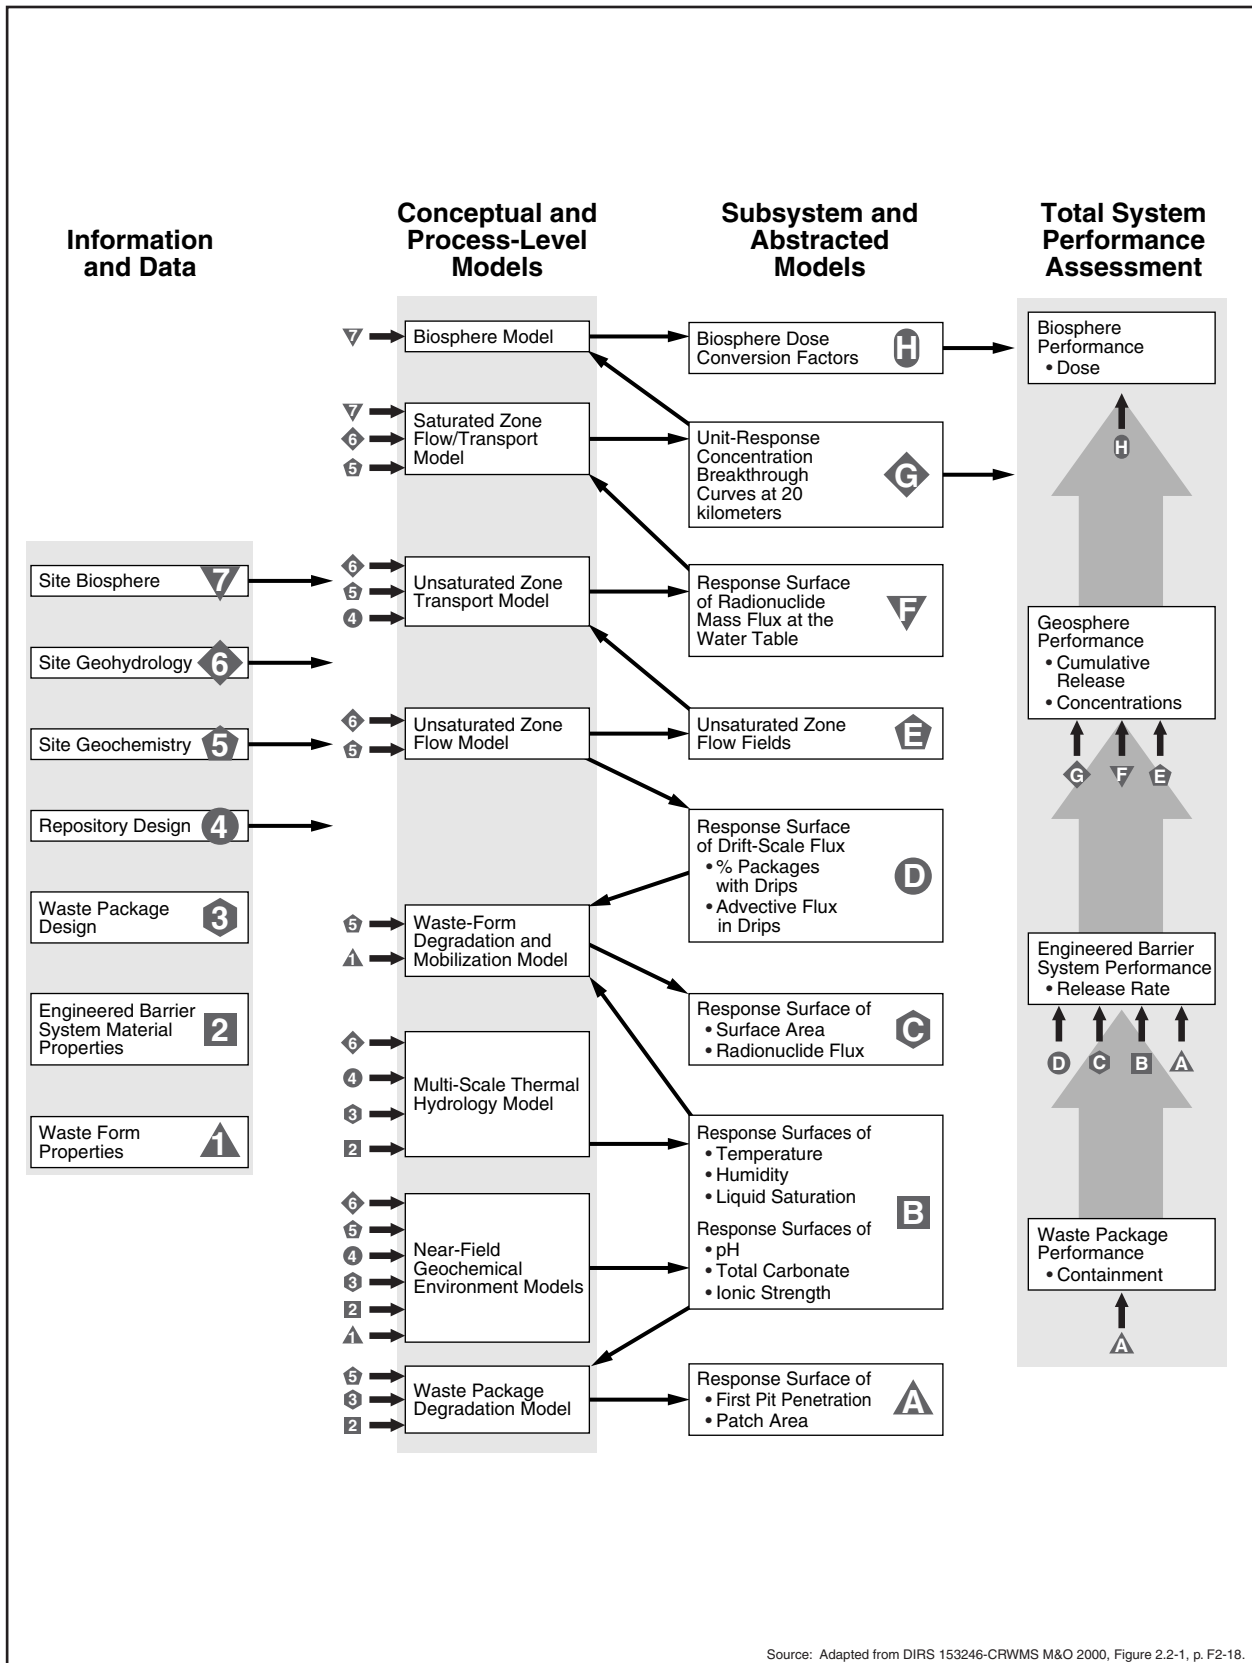 Information
and Data
Conceptual and
Process-Level
Models
Subsystem and
Abstracted
Models
Total System
Performance
Assessment
Site Biosphere
7
Site Geohydrology
6
Site Geochemistry
5
Repository Design
4
Waste Package
Design
3
Engineered Barrier
System Material
Properties
2
Waste Form
Properties
1
7
Biosphere Model
7
6
5
Saturated Zone
Flow/Transport
Model
6
5
4
Unsaturated Zone
Transport Model
6
5
Unsaturated Zone
Flow Model
5
1
Waste-Form
Degradation and
Mobilization Model
6
4
3
2
Multi-Scale Thermal
Hydrology Model
6
5
4
3
2
1
Near-Field
Geochemical
Environment Models
5
3
2
Waste Package
Degradation Model
Biosphere Dose
Conversion Factors
H
Unit-Response
Concentration
Breakthrough
Curves at 20
kilometers
G
Response Surface
of Radionuclide
Mass Flux at the
Water Table
F
Unsaturated Zone
Flow Fields
E
Response Surface
of Drift-Scale Flux
• % Packages
with Drips
• Advective Flux
in Drips
D
Response Surface of
• Surface Area
• Radionuclide Flux
C
Response Surfaces of
• Temperature
• Humidity
• Liquid Saturation
Response Surfaces of
• pH
• Total Carbonate
• Ionic Strength
B
Response Surface of
• First Pit Penetration
• Patch Area
A
Biosphere
Performance
• Dose
H
Geosphere
Performance
• Cumulative
Release
• Concentrations
G F E
Engineered Barrier
System Performance
• Release Rate
D C B A
Waste Package
Performance
• Containment
A
Source: Adapted from DIRS 153246-CRWMS M&O 2000, Figure 2.2-1, p. F2-18.